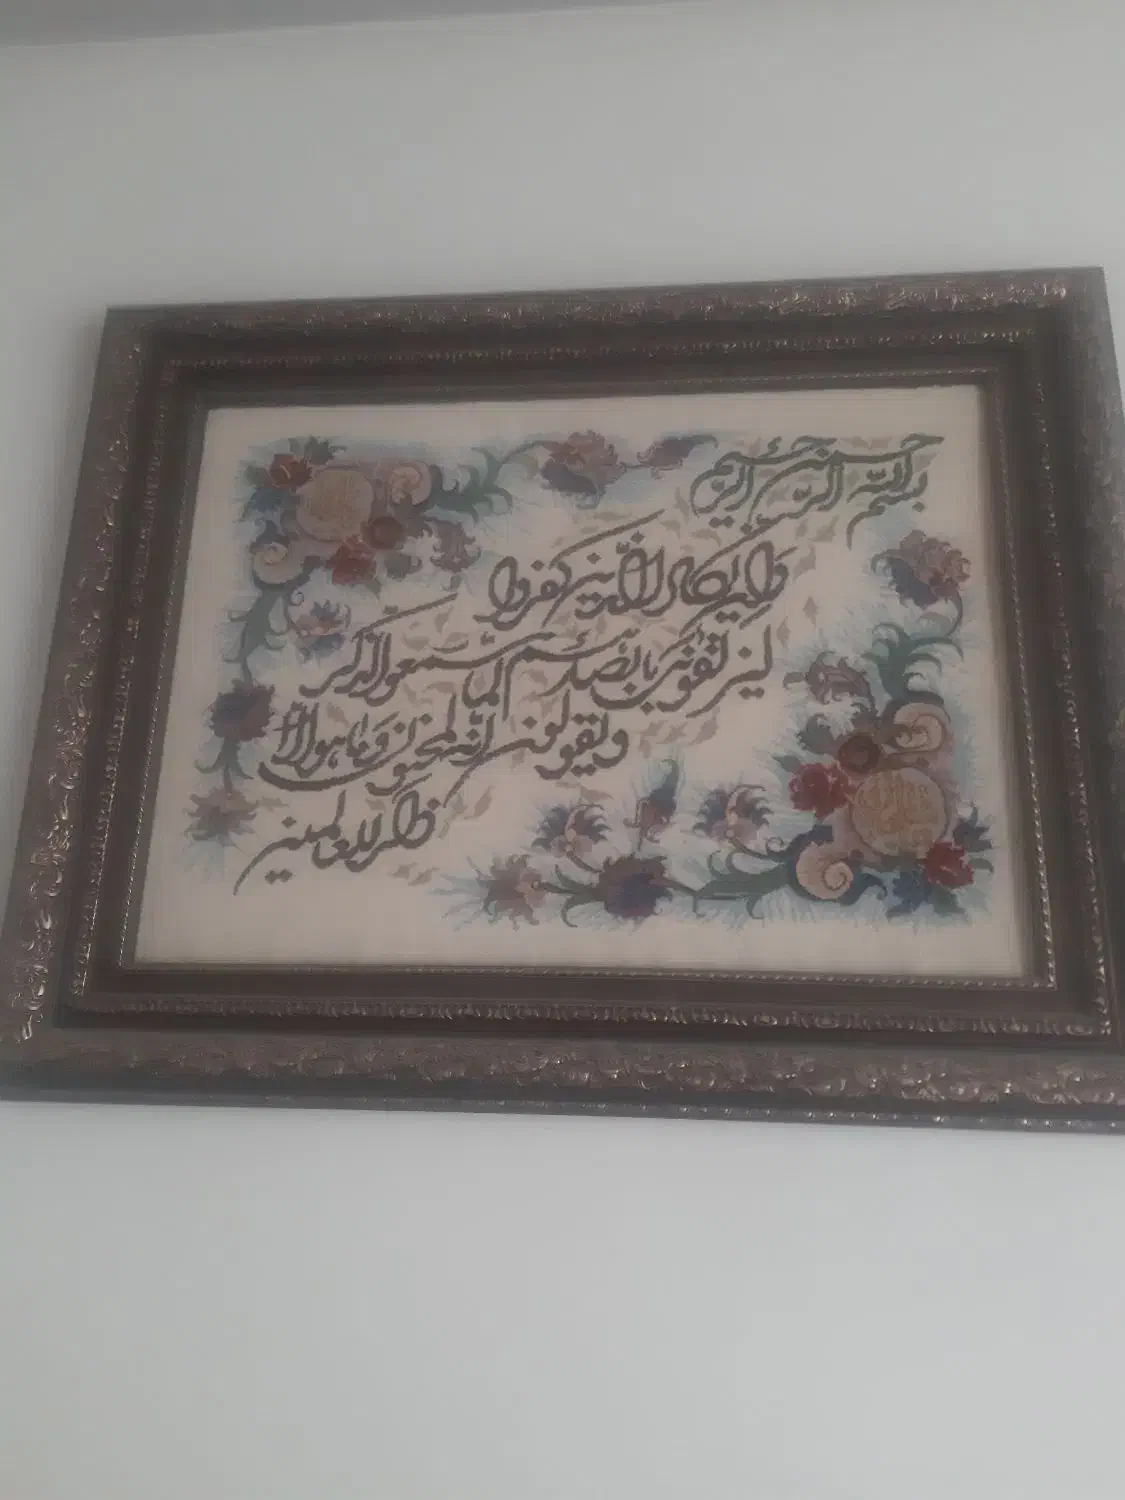 بسم الله الرحمن الرحیم
وان یکاد الذین کفروا
لیزلقونک بابصارهم لما سمعوا الذکر
ویقولون انه لمجنون وما هو الا
ذکر للعالمین